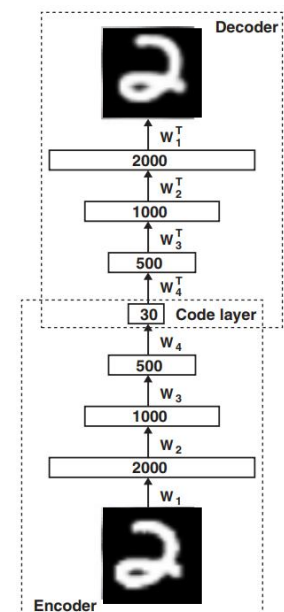 Decoder
W₁ᵀ
2000
W₂ᵀ
1000
W₃ᵀ
500
W₄ᵀ
30 Code layer
W₄
500
W₃
1000
W₂
2000
W₁
2
Encoder